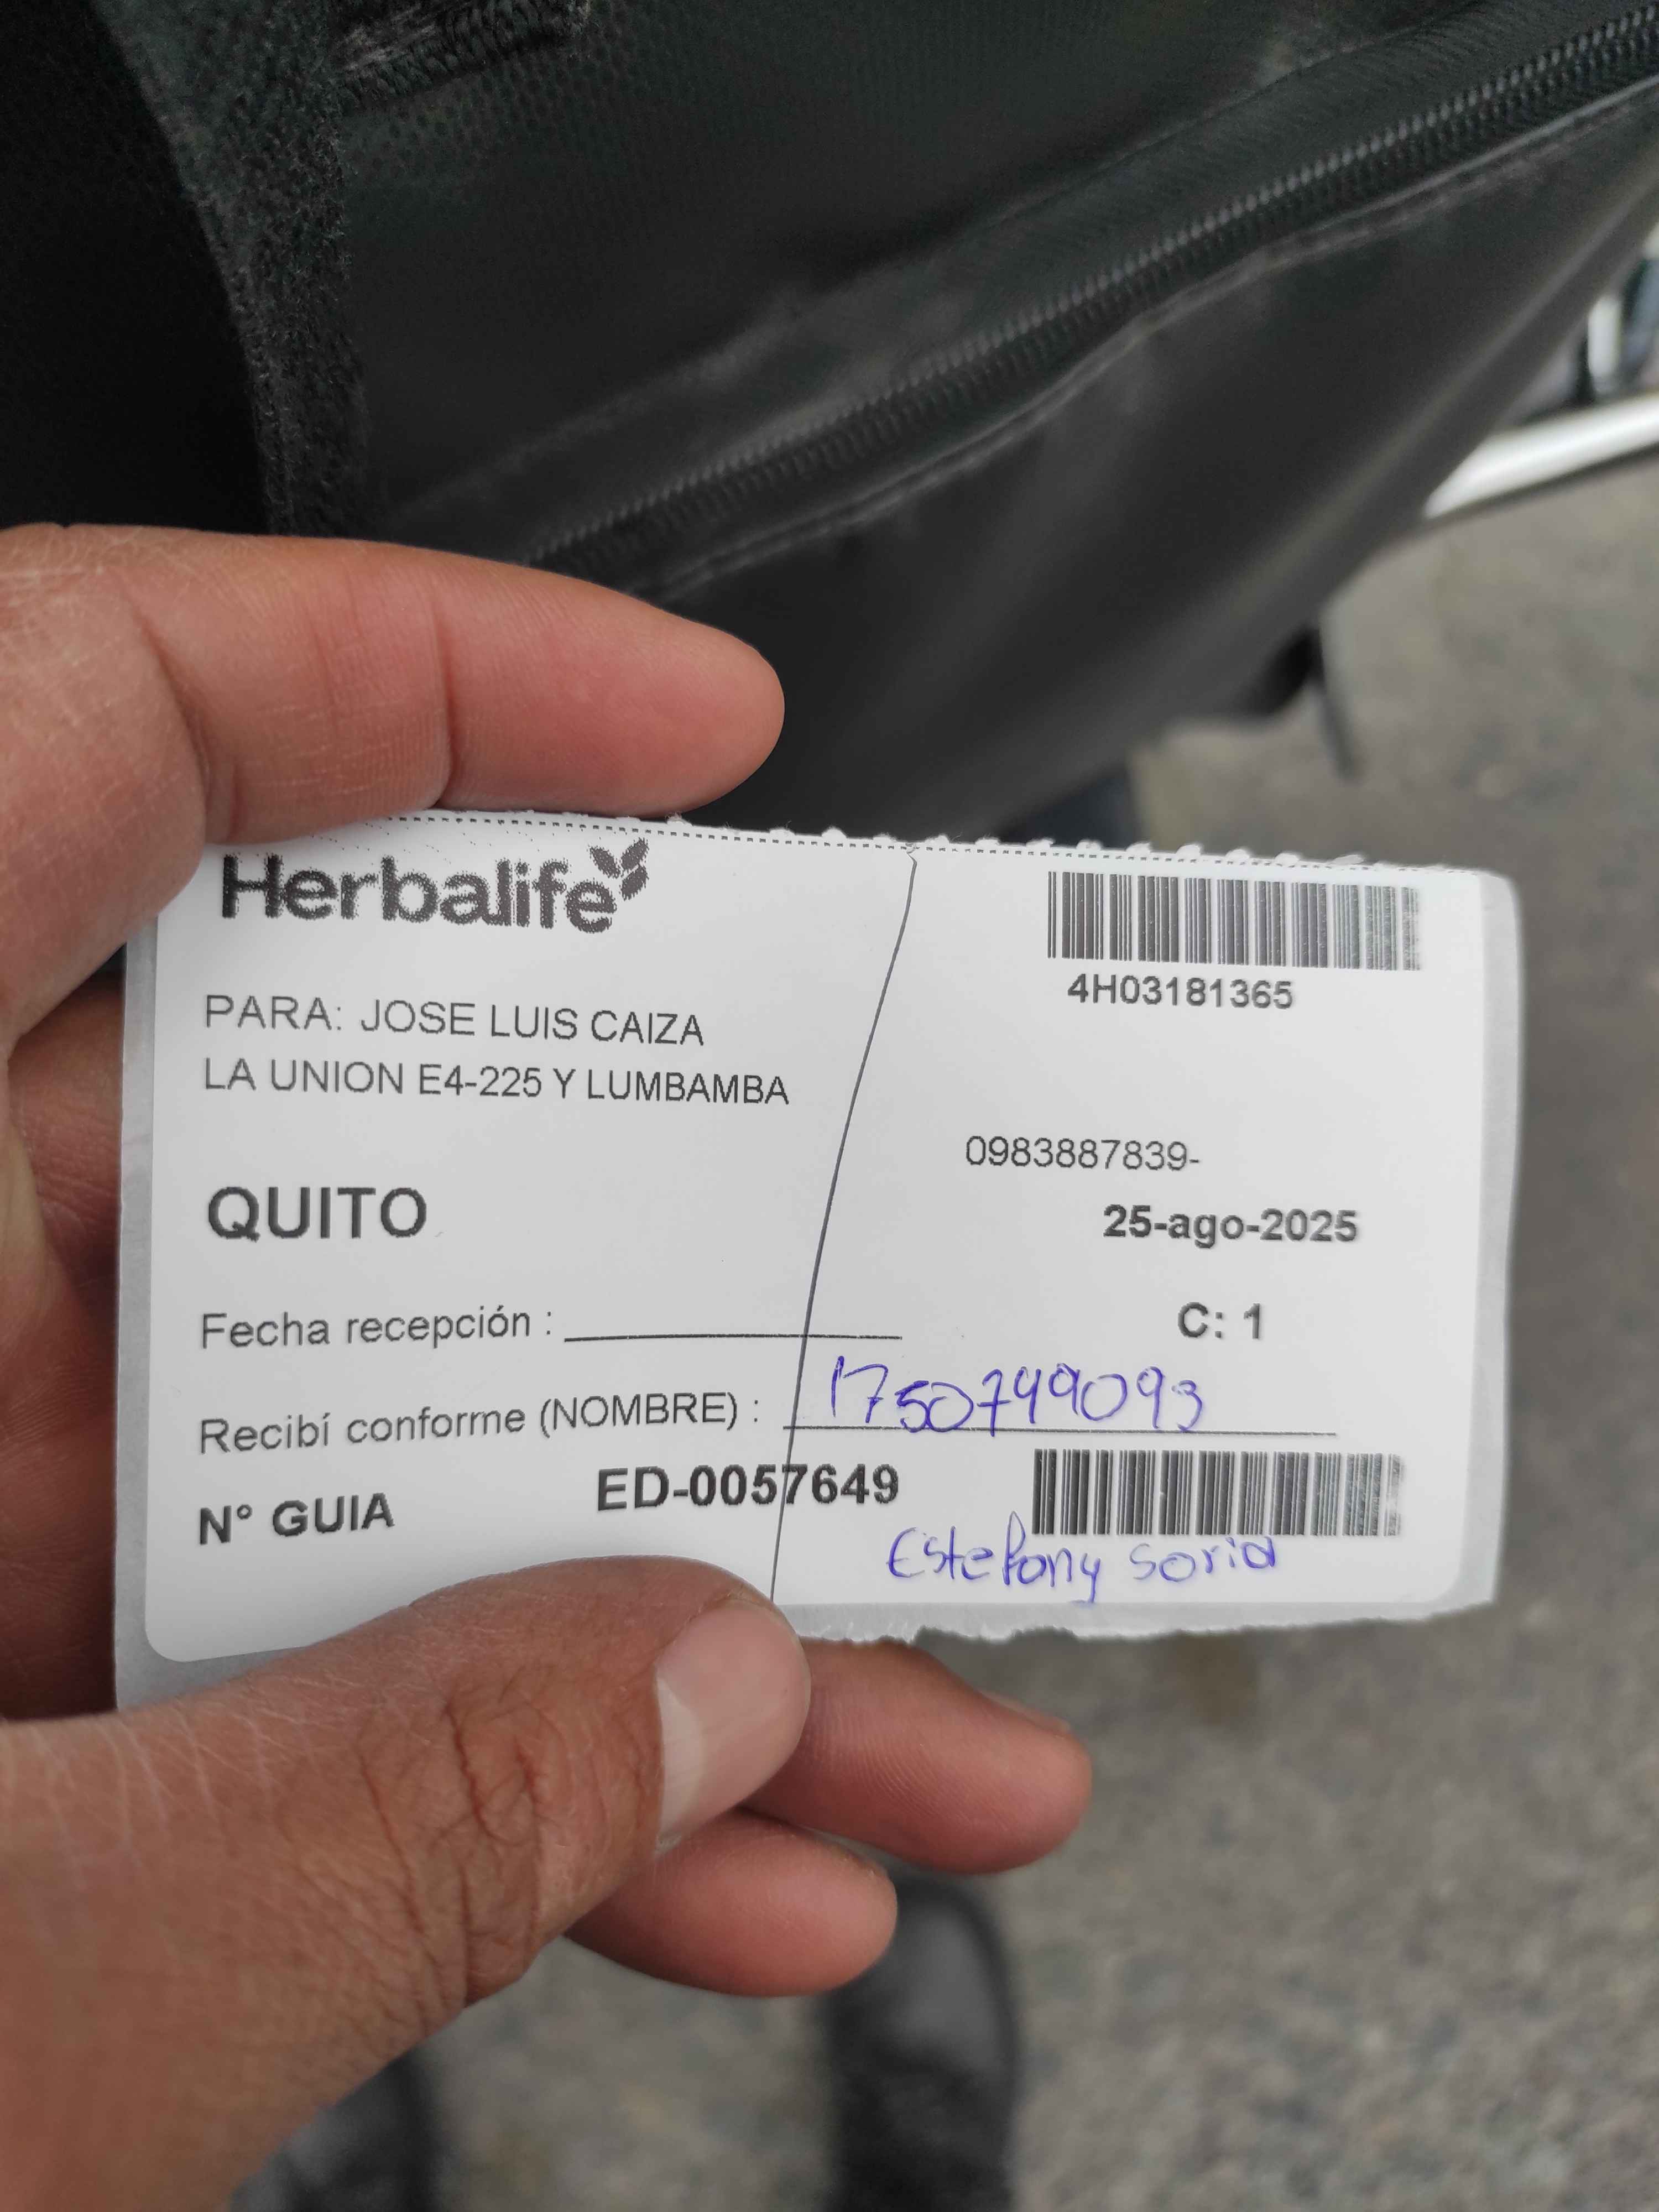 Herbalife
4H03181365
PARA: JOSE LUIS CAIZA
LA UNION E4-225 Y LUMBAMBA
0983887839-
QUITO
25-ago-2025
Fecha recepción :
C: 1
Recibí conforme (NOMBRE) : 1750749093
N° GUIA ED-0057649
Estefany Soria